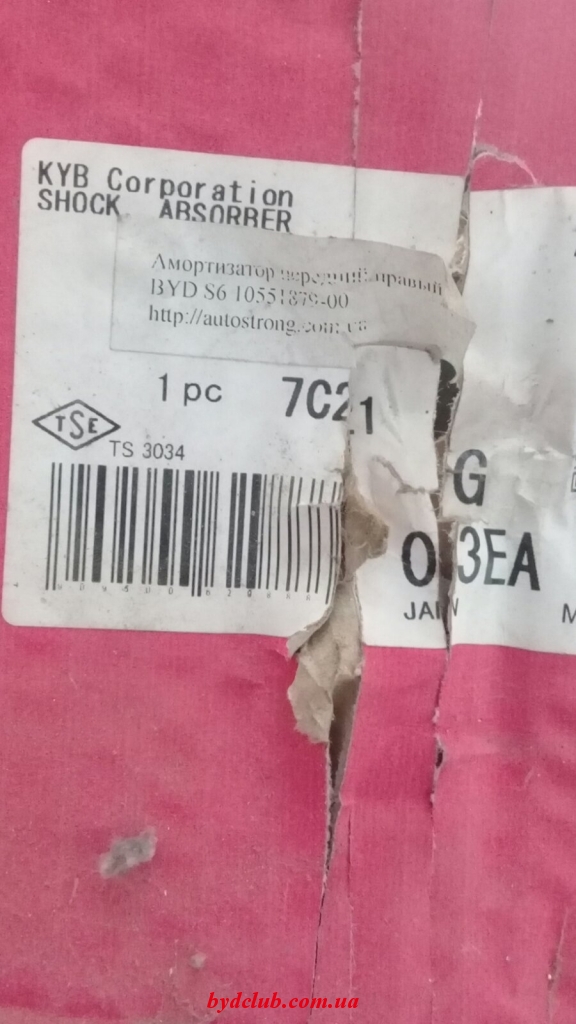 KYB Corporation
SHOCK ABSORBER
Амортизатор передний правый
BYD S6 10551879-00
http://autostrong.com.ua
1 pc 7C21
TSE
TS 3034
G
3EA
bydclub.com.ua